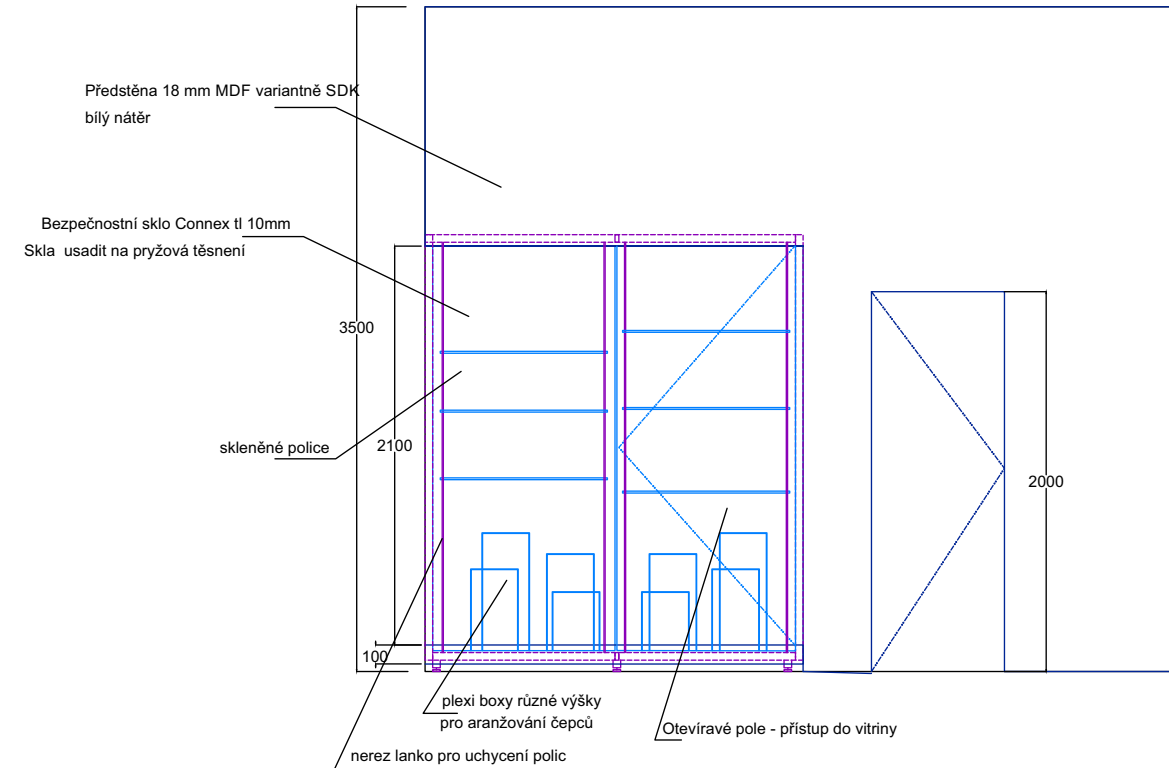 Předstěna 18 mm MDF variantně SDK
bílý nátěr
Bezpečnostní sklo Connex tl 10mm
Skla  usadit na pryžová těsnení
3500
skleněné police
2100
2000
100
plexi boxy různé výšky
pro aranžování čepců
Otevíravé pole - přístup do vitriny
nerez lanko pro uchycení polic